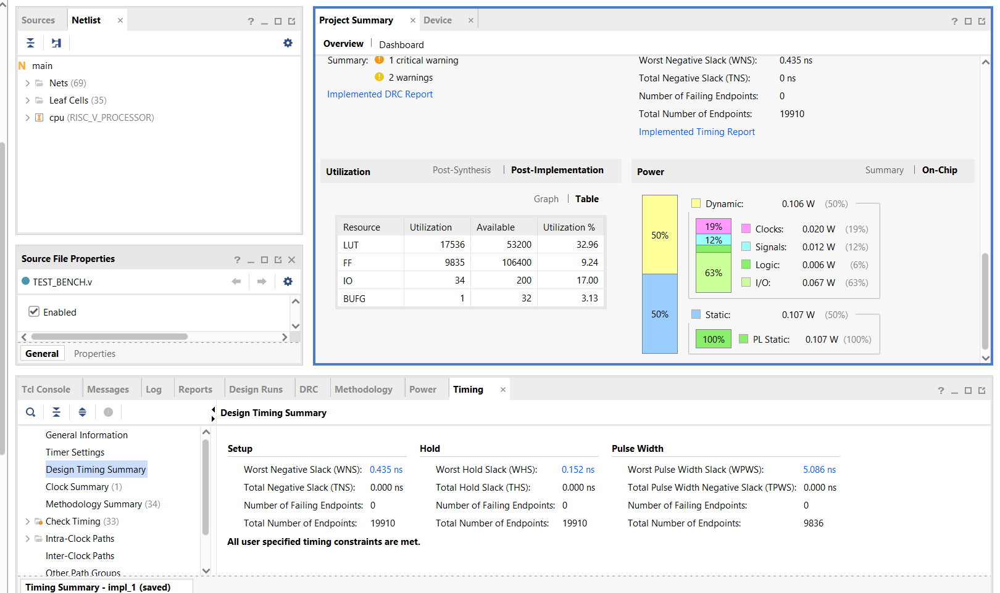 Sources
Netlist
main
Nets (69)
Leaf Cells (35)
cpu (RISC_V_PROCESSOR)
Source File Properties
TEST_BENCH.v
Enabled
General
Properties
Project Summary
Device
Overview
Dashboard
Summary:
1 critical warning
2 warnings
Implemented DRC Report
Worst Negative Slack (WNS): 0.435 ns
Total Negative Slack (TNS): 0 ns
Number of Failing Endpoints: 0
Total Number of Endpoints: 19910
Implemented Timing Report
Utilization
Post-Synthesis
Post-Implementation
Graph
Table
Resource Utilization Available Utilization %
LUT 17536 53200 32.96
FF 9835 106400 9.24
IO 34 200 17.00
BUFG 1 32 3.13
Power
Summary
On-Chip
50%
50%
Dynamic: 0.106 W (50%)
19%
12%
63%
Clocks: 0.020 W (19%)
Signals: 0.012 W (12%)
Logic: 0.006 W (6%)
I/O: 0.067 W (63%)
Static: 0.107 W (50%)
100%
PL Static: 0.107 W (100%)
Tcl Console
Messages
Log
Reports
Design Runs
DRC
Methodology
Power
Timing
General Information
Timer Settings
Design Timing Summary
Clock Summary (1)
Methodology Summary (34)
Check Timing (33)
Intra-Clock Paths
Inter-Clock Paths
Other Path Groups
Design Timing Summary
Setup
Worst Negative Slack (WNS): 0.435 ns
Total Negative Slack (TNS): 0.000 ns
Number of Failing Endpoints: 0
Total Number of Endpoints: 19910
Hold
Worst Hold Slack (WHS): 0.152 ns
Total Hold Slack (THS): 0.000 ns
Number of Failing Endpoints: 0
Total Number of Endpoints: 19910
Pulse Width
Worst Pulse Width Slack (WPWS): 5.086 ns
Total Pulse Width Negative Slack (TPWS): 0.000 ns
Number of Failing Endpoints: 0
Total Number of Endpoints: 9836
All user specified timing constraints are met.
Timing Summary - impl_1 (saved)